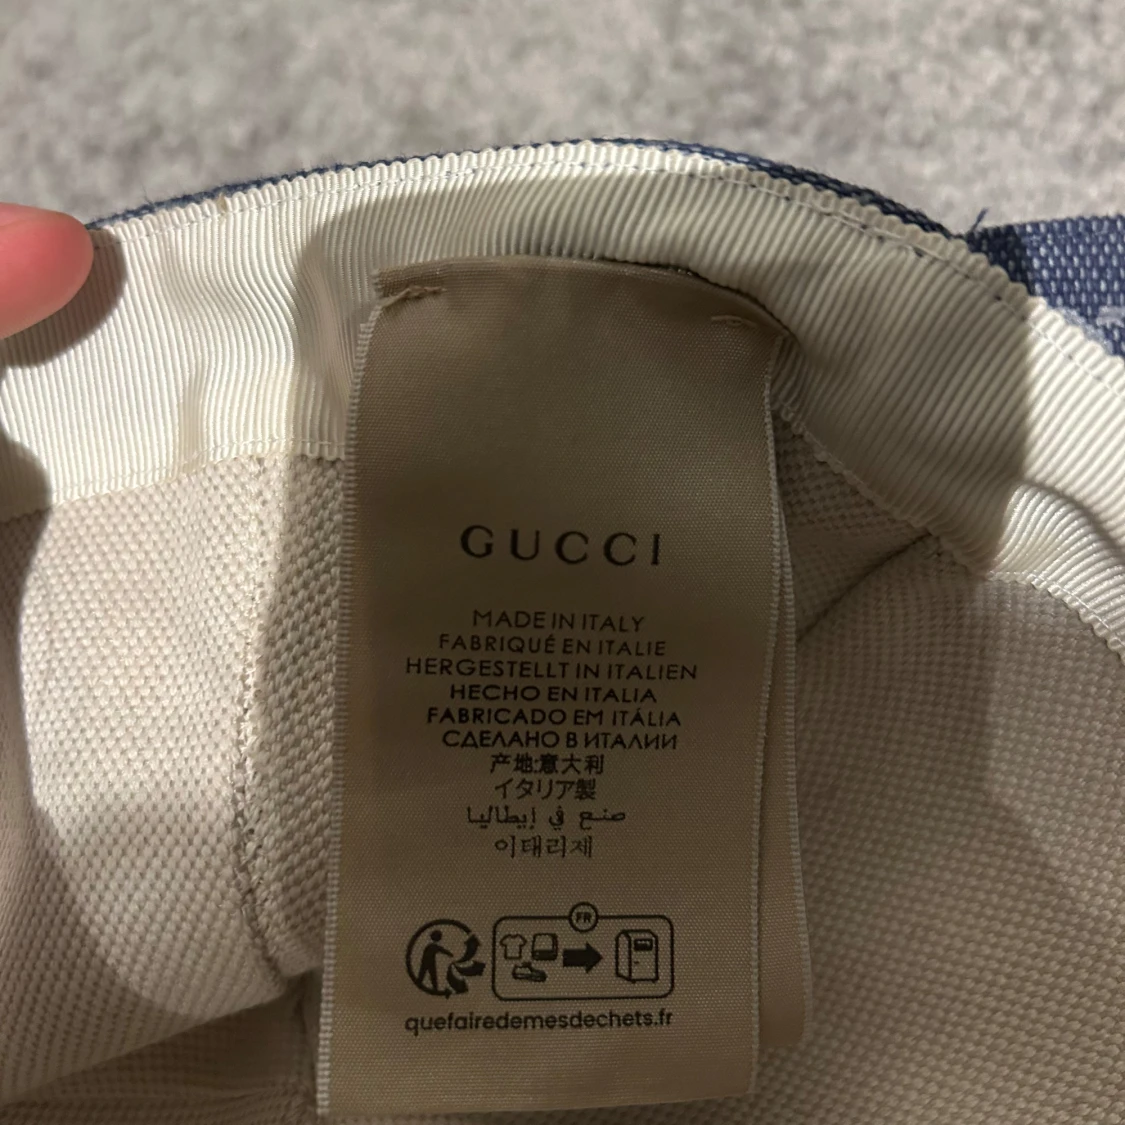 GUCCI
MADE IN ITALY
FABRIQUÉ EN ITALIE
HERGESTELLT IN ITALIEN
HECHO EN ITALIA
FABRICADO EM ITÁLIA
СДЕЛАНО В ИТАЛИИ
产地:意大利
イタリア製
صنع في إيطاليا
이태리제
FR
quefairedemesdechets.fr